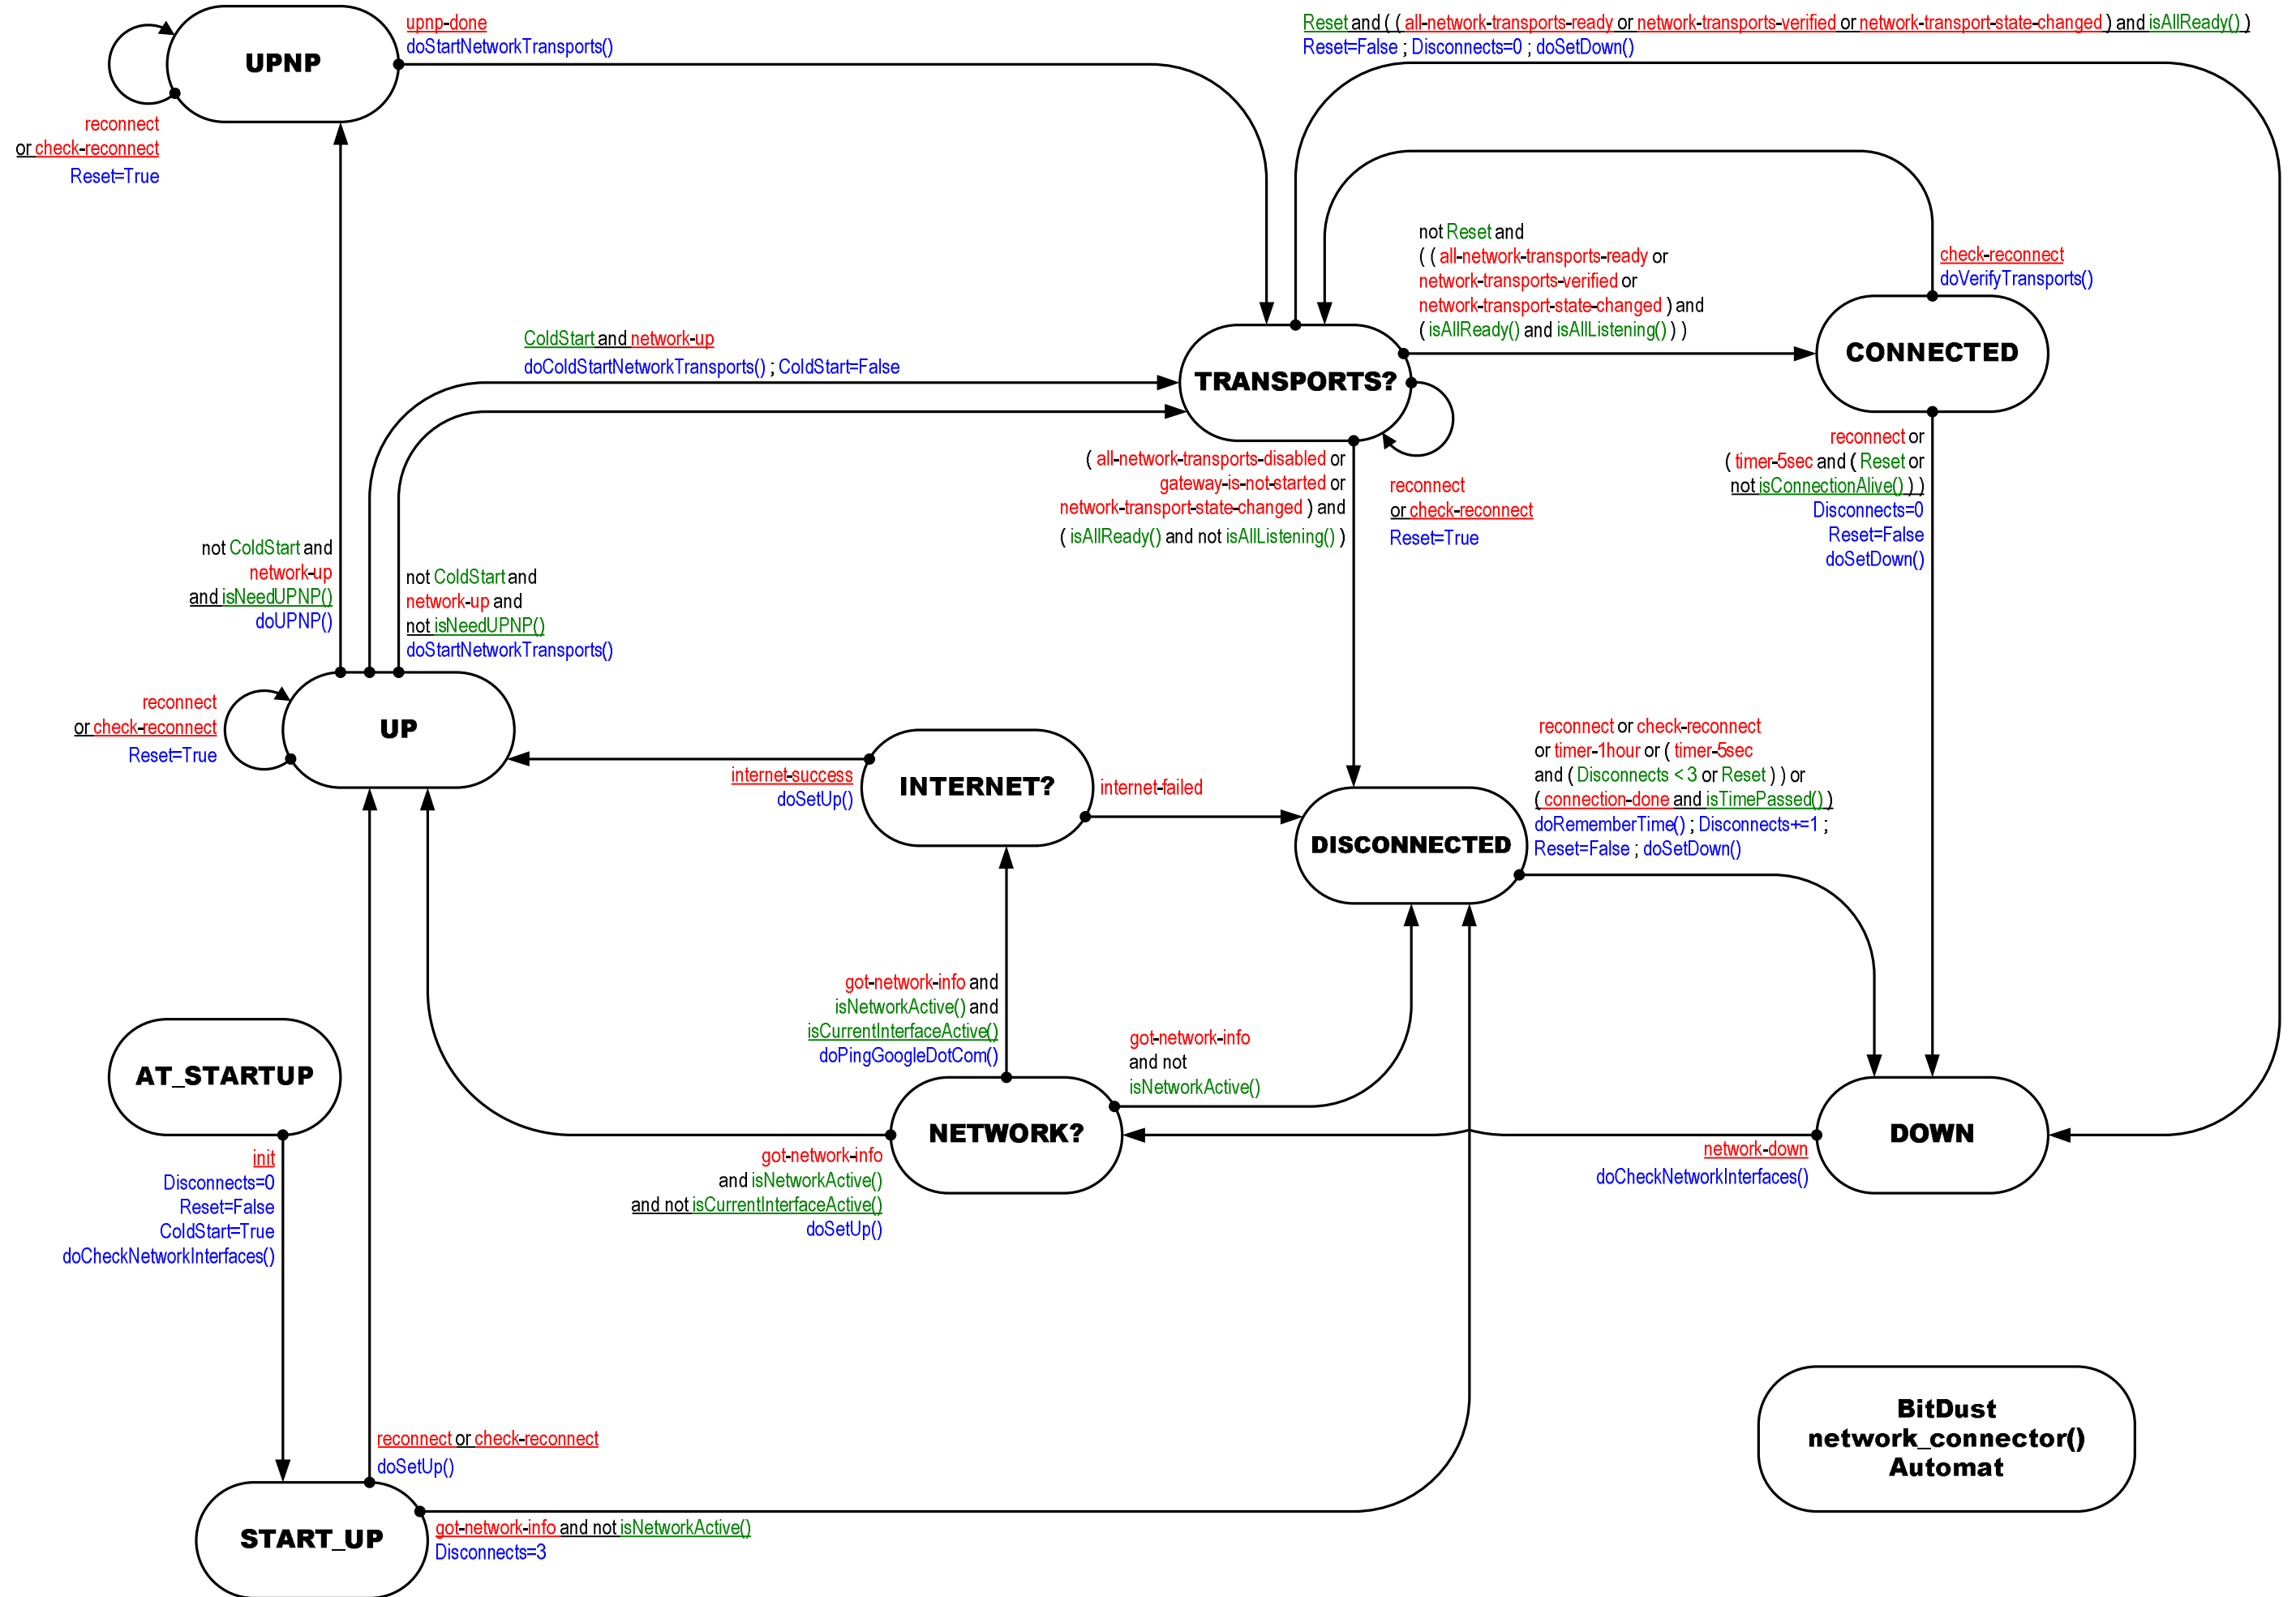 upnp-done
doStartNetworkTransports()
UPNP
reconnect
or check-reconnect
Reset=True
Reset and ( ( all-network-transports-ready or network-transports-verified or network-transport-state-changed ) and isAllReady() )
Reset=False ; Disconnects=0 ; doSetDown()
not Reset and
( ( all-network-transports-ready or
network-transports-verified or
network-transport-state-changed ) and
( isAllReady() and isAllListening() ) )
check-reconnect
doVerifyTransports()
ColdStart and network-up
doColdStartNetworkTransports() ; ColdStart=False
TRANSPORTS?
CONNECTED
( all-network-transports-disabled or
gateway-is-not-started or
network-transport-state-changed ) and
( isAllReady() and not isAllListening() )
reconnect
or check-reconnect
Reset=True
reconnect or
( timer-5sec and ( Reset or
not isConnectionAlive() ) )
Disconnects=0
Reset=False
doSetDown()
not ColdStart and
network-up
and isNeedUPNP()
doUPNP()
not ColdStart and
network-up and
not isNeedUPNP()
doStartNetworkTransports()
reconnect
or check-reconnect
Reset=True
UP
internet-success
doSetUp()
INTERNET?
internet-failed
DISCONNECTED
reconnect or check-reconnect
or timer-1hour or ( timer-5sec
and ( Disconnects < 3 or Reset ) ) or
( connection-done and isTimePassed() )
doRememberTime() ; Disconnects+=1 ;
Reset=False ; doSetDown()
got-network-info and
isNetworkActive() and
isCurrentInterfaceActive()
doPingGoogleDotCom()
got-network-info
and not
isNetworkActive()
AT_STARTUP
init
Disconnects=0
Reset=False
ColdStart=True
doCheckNetworkInterfaces()
NETWORK?
got-network-info
and isNetworkActive()
and not isCurrentInterfaceActive()
doSetUp()
DOWN
network-down
doCheckNetworkInterfaces()
reconnect or check-reconnect
doSetUp()
START_UP
got-network-info and not isNetworkActive()
Disconnects=3
BitDust
network_connector()
Automat